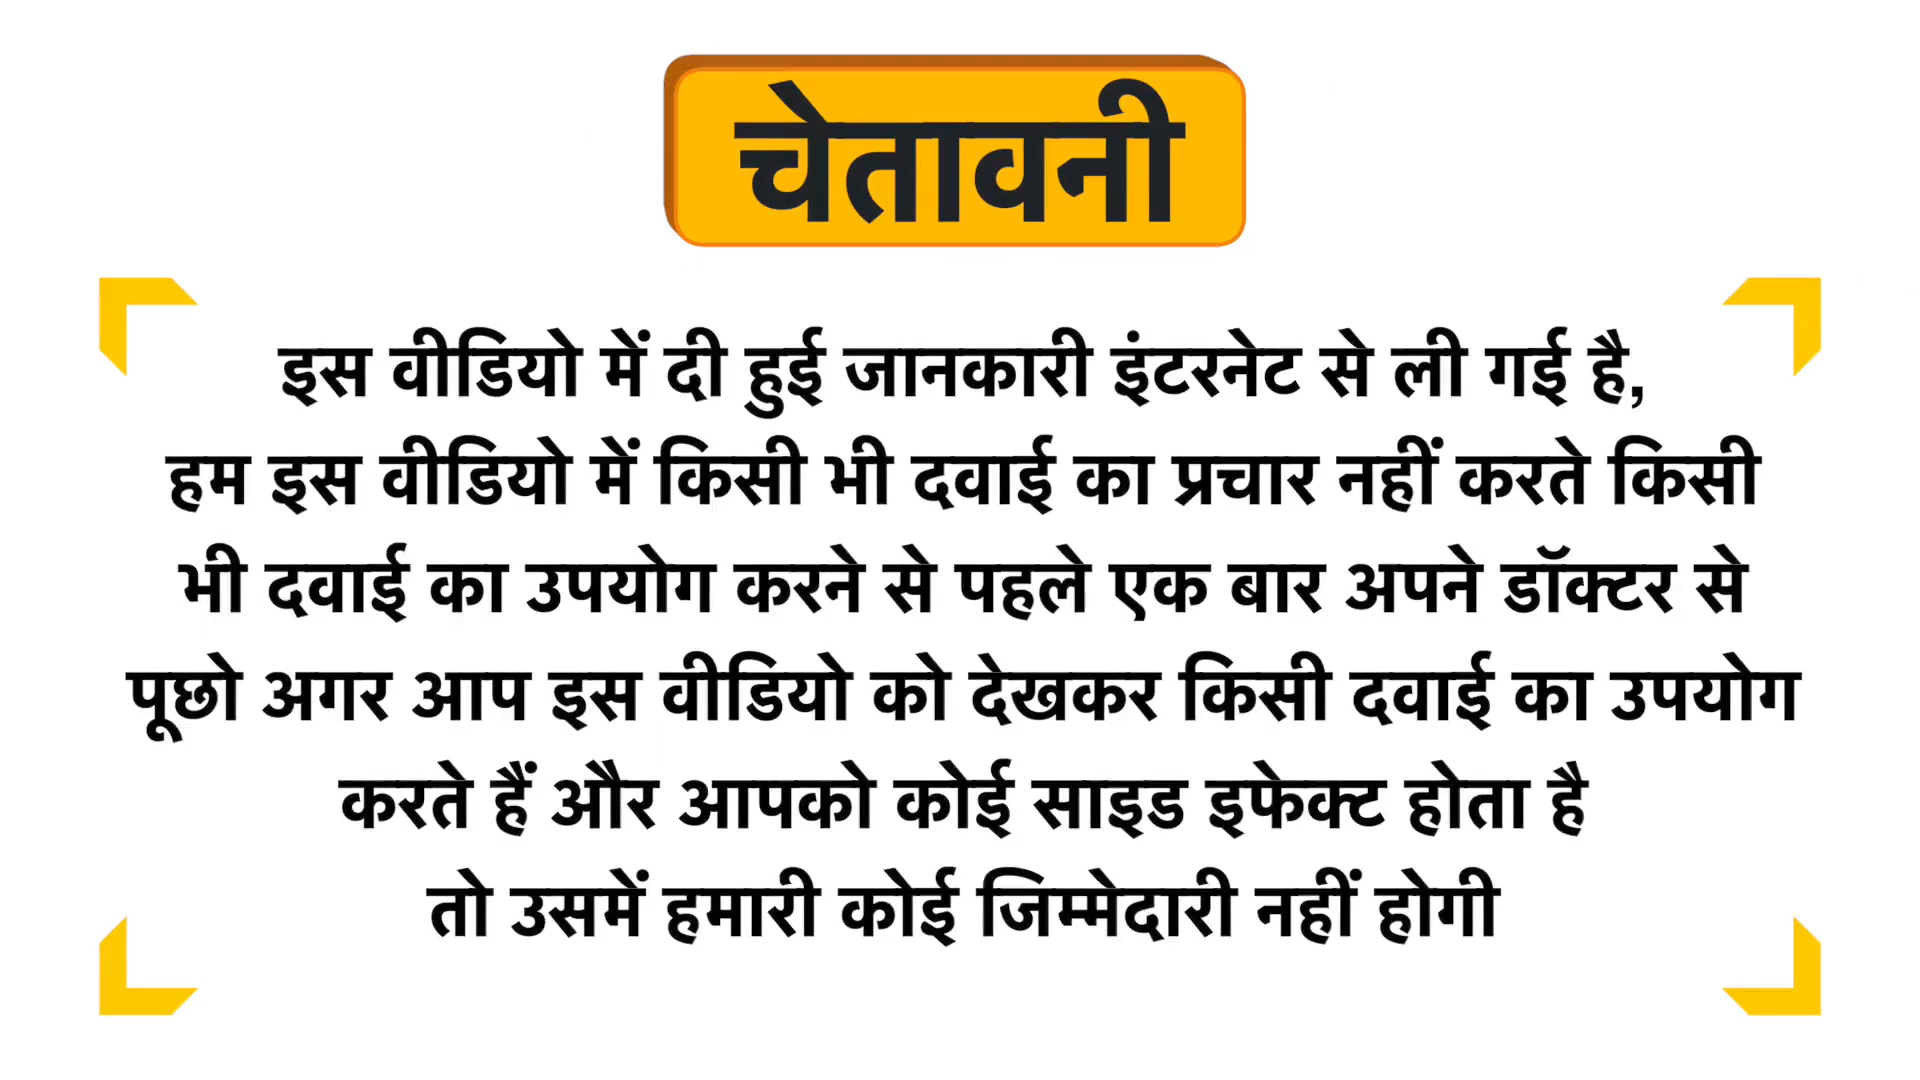 चेतावनी
इस वीडियो में दी हुई जानकारी इंटरनेट से ली गई है,
हम इस वीडियो में किसी भी दवाई का प्रचार नहीं करते किसी
भी दवाई का उपयोग करने से पहले एक बार अपने डॉक्टर से
पूछो अगर आप इस वीडियो को देखकर किसी दवाई का उपयोग
करते हैं और आपको कोई साइड इफेक्ट होता है
तो उसमें हमारी कोई जिम्मेदारी नहीं होगी